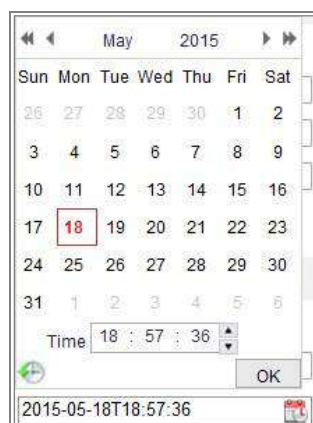 May 2015
Sun Mon Tue Wed Thu Fri Sat
26 27 28 29 30 1 2
3 4 5 6 7 8 9
10 11 12 13 14 15 16
17 18 19 20 21 22 23
24 25 26 27 28 29 30
31 1 2 3 4 5 6
Time 18 : 57 : 36
OK
2015-05-18T18:57:36